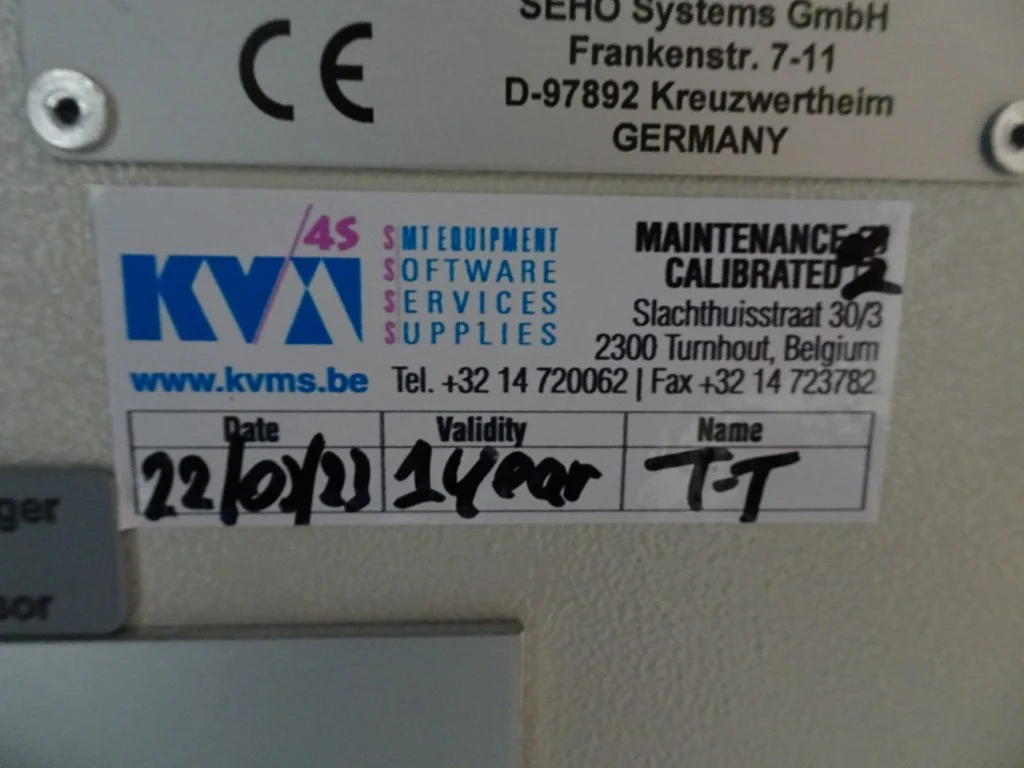 SEHO Systems GmbH
Frankenstr. 7-11
D-97892 Kreuzwertheim
GERMANY
CE
4S
KVM
SMT EQUIPMENT
SOFTWARE
SERVICES
SUPPLIES
MAINTENANCE
CALIBRATED
Slachthuisstraat 30/3
2300 Turnhout, Belgium
www.kvms.be Tel. +32 14 720062 | Fax +32 14 723782
Date Validity Name
22/03/23 1 year T-T
ger
sor